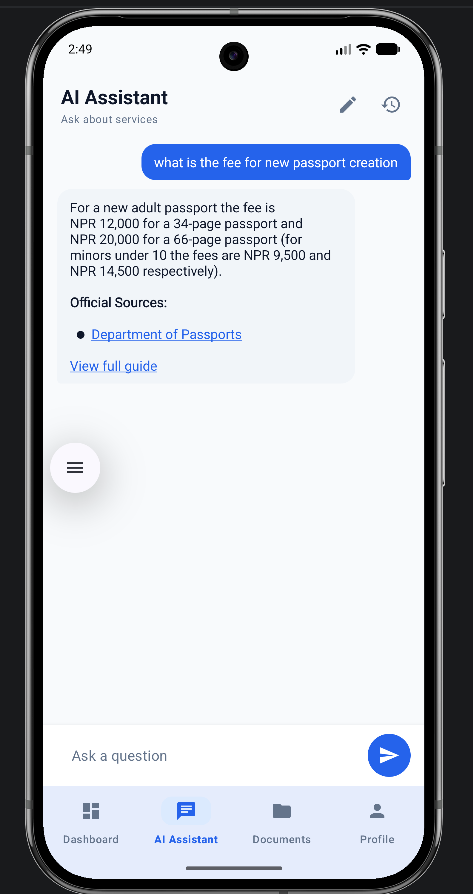 2:49
AI Assistant
Ask about services
what is the fee for new passport creation
For a new adult passport the fee is
NPR 12,000 for a 34-page passport and
NPR 20,000 for a 66-page passport (for
minors under 10 the fees are NPR 9,500 and
NPR 14,500 respectively).
Official Sources:
Department of Passports
View full guide
Ask a question
Dashboard
AI Assistant
Documents
Profile